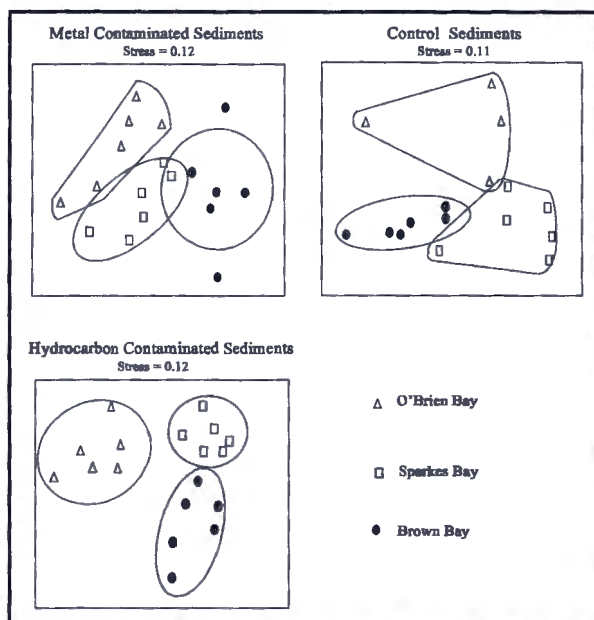 Metal Contaminated Sediments
Stress = 0.12
Control Sediments
Stress = 0.11
Hydrocarbon Contaminated Sediments
Stress = 0.12
O'Brien Bay
Sparkes Bay
Brown Bay